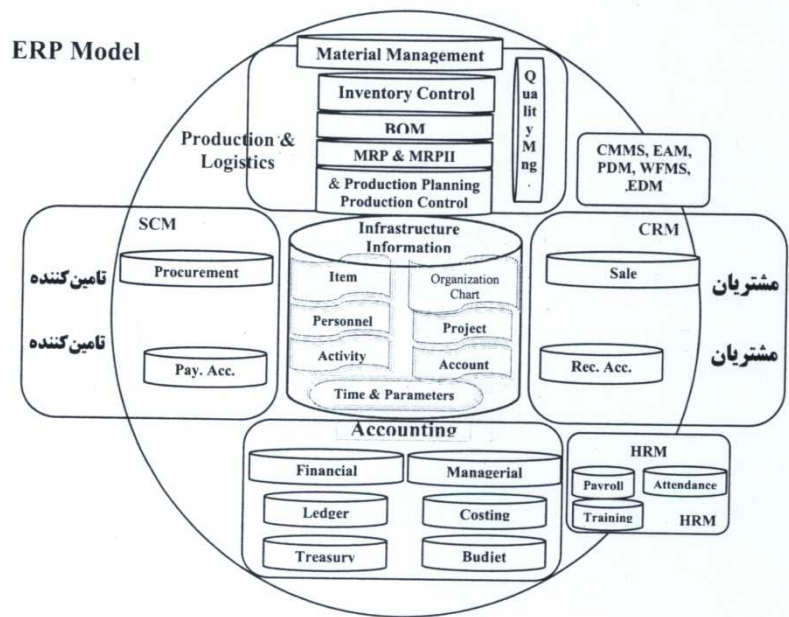 ERP Model
Material Management
Inventory Control
BOM
MRP & MRPII
& Production Planning
Production Control
Q
ua
lit
y
M
ng
.
Production &
Logistics
CMMS, EAM,
PDM, WFMS,
.EDM
SCM
Procurement
Pay. Acc.
تامین‌کننده
تامین‌کننده
Infrastructure
Information
Item
Organization
Chart
Personnel
Project
Activity
Account
Time & Parameters
CRM
Sale
Rec. Acc.
مشتریان
مشتریان
Accounting
Financial
Managerial
Ledger
Costing
Treasury
Budjet
HRM
Payroll
Attendance
Training
HRM